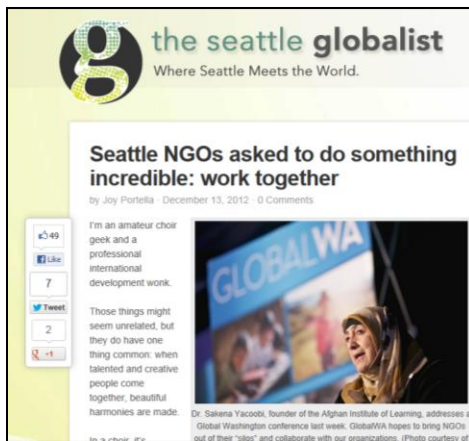 g
the seattle globalist
Where Seattle Meets the World.
Seattle NGOs asked to do something
incredible: work together
by Joy Portella · December 13, 2012 · 0 Comments
49
Like
7
Tweet
2
+1
I'm an amateur choir
geek and a
professional
international
development wonk.
Those things might
seem unrelated, but
they do have one
thing common: when
talented and creative
people come
together, beautiful
harmonies are made.
In a choir, it's
GLOBALWA
Dr. Sakena Yacoobi, founder of the Afghan Institute of Learning, addresses a
Global Washington conference last week. GlobalWA hopes to bring NGOs
out of their "silos" and collaborate with our organizations. (Photo courtesy of